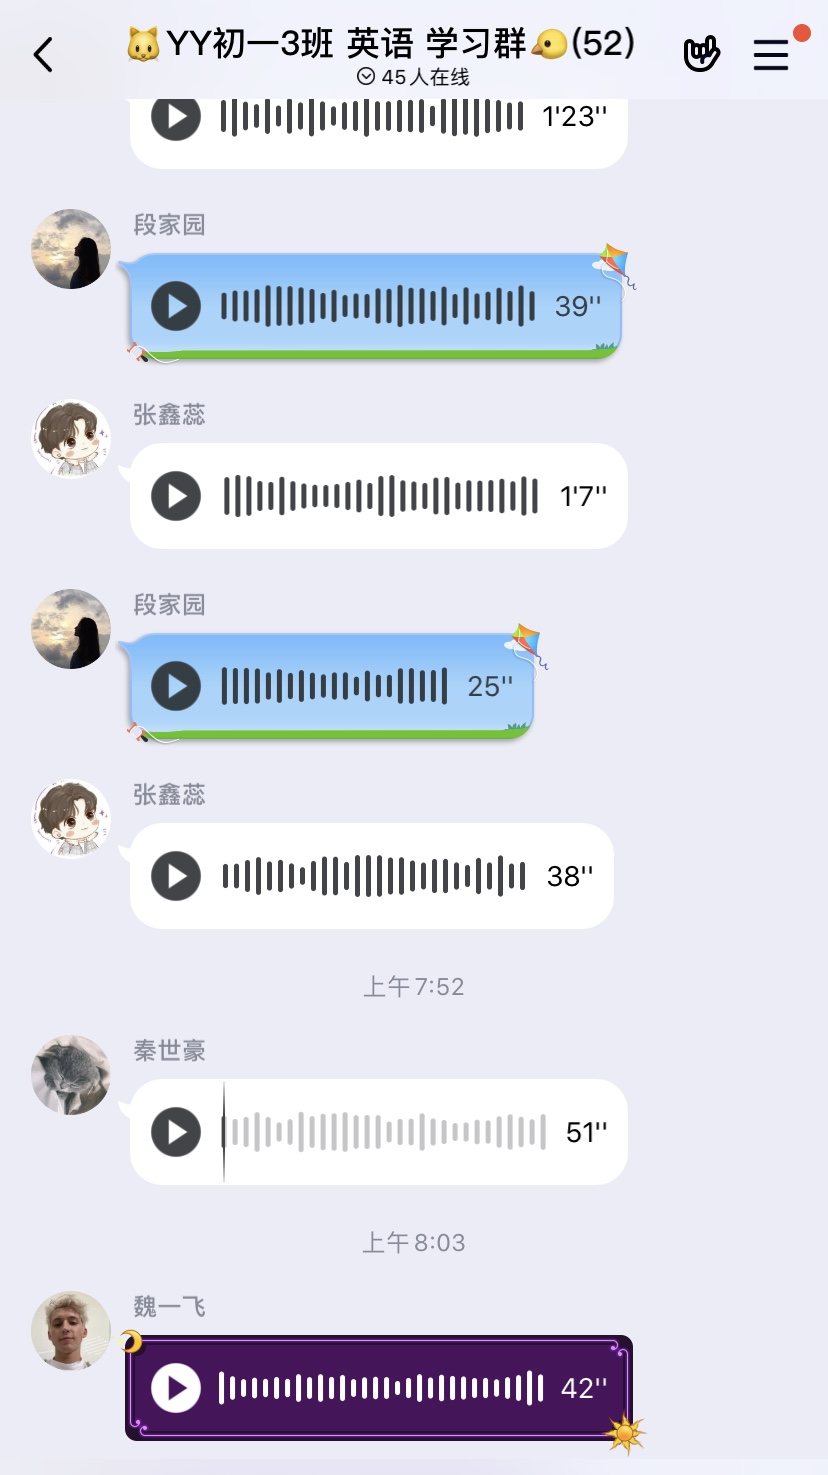 🐱YY初一3班 英语 学习群🐤(52)
45人在线
1'23''
段家园
39''
张鑫蕊
1'7''
段家园
25''
张鑫蕊
38''
上午7:52
秦世豪
51''
上午8:03
魏一飞
42''